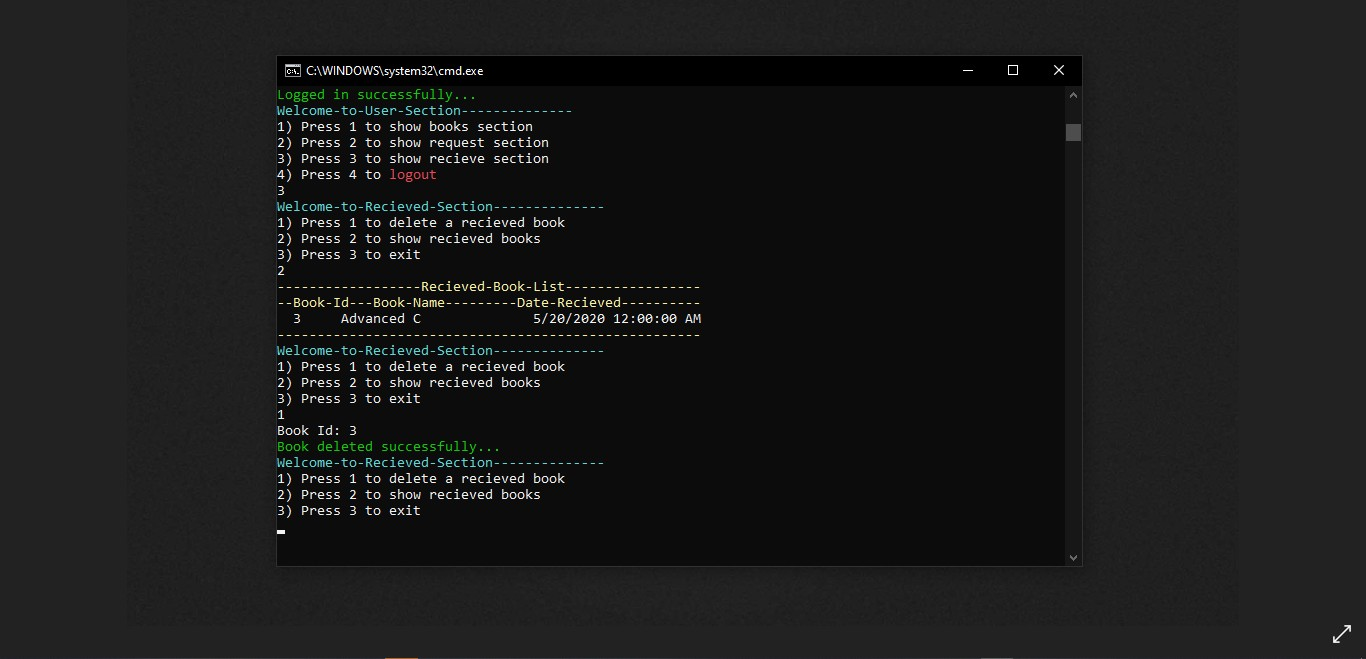 C:\WINDOWS\system32\cmd.exe
Logged in successfully...
Welcome-to-User-Section--------------
1) Press 1 to show books section
2) Press 2 to show request section
3) Press 3 to show recieve section
4) Press 4 to logout
3
Welcome-to-Recieved-Section--------------
1) Press 1 to delete a recieved book
2) Press 2 to show recieved books
3) Press 3 to exit
2
------------------Recieved-Book-List-----------------
--Book-Id---Book-Name---------Date-Recieved----------
  3     Advanced C              5/20/2020 12:00:00 AM
-----------------------------------------------------
Welcome-to-Recieved-Section--------------
1) Press 1 to delete a recieved book
2) Press 2 to show recieved books
3) Press 3 to exit
1
Book Id: 3
Book deleted successfully...
Welcome-to-Recieved-Section--------------
1) Press 1 to delete a recieved book
2) Press 2 to show recieved books
3) Press 3 to exit